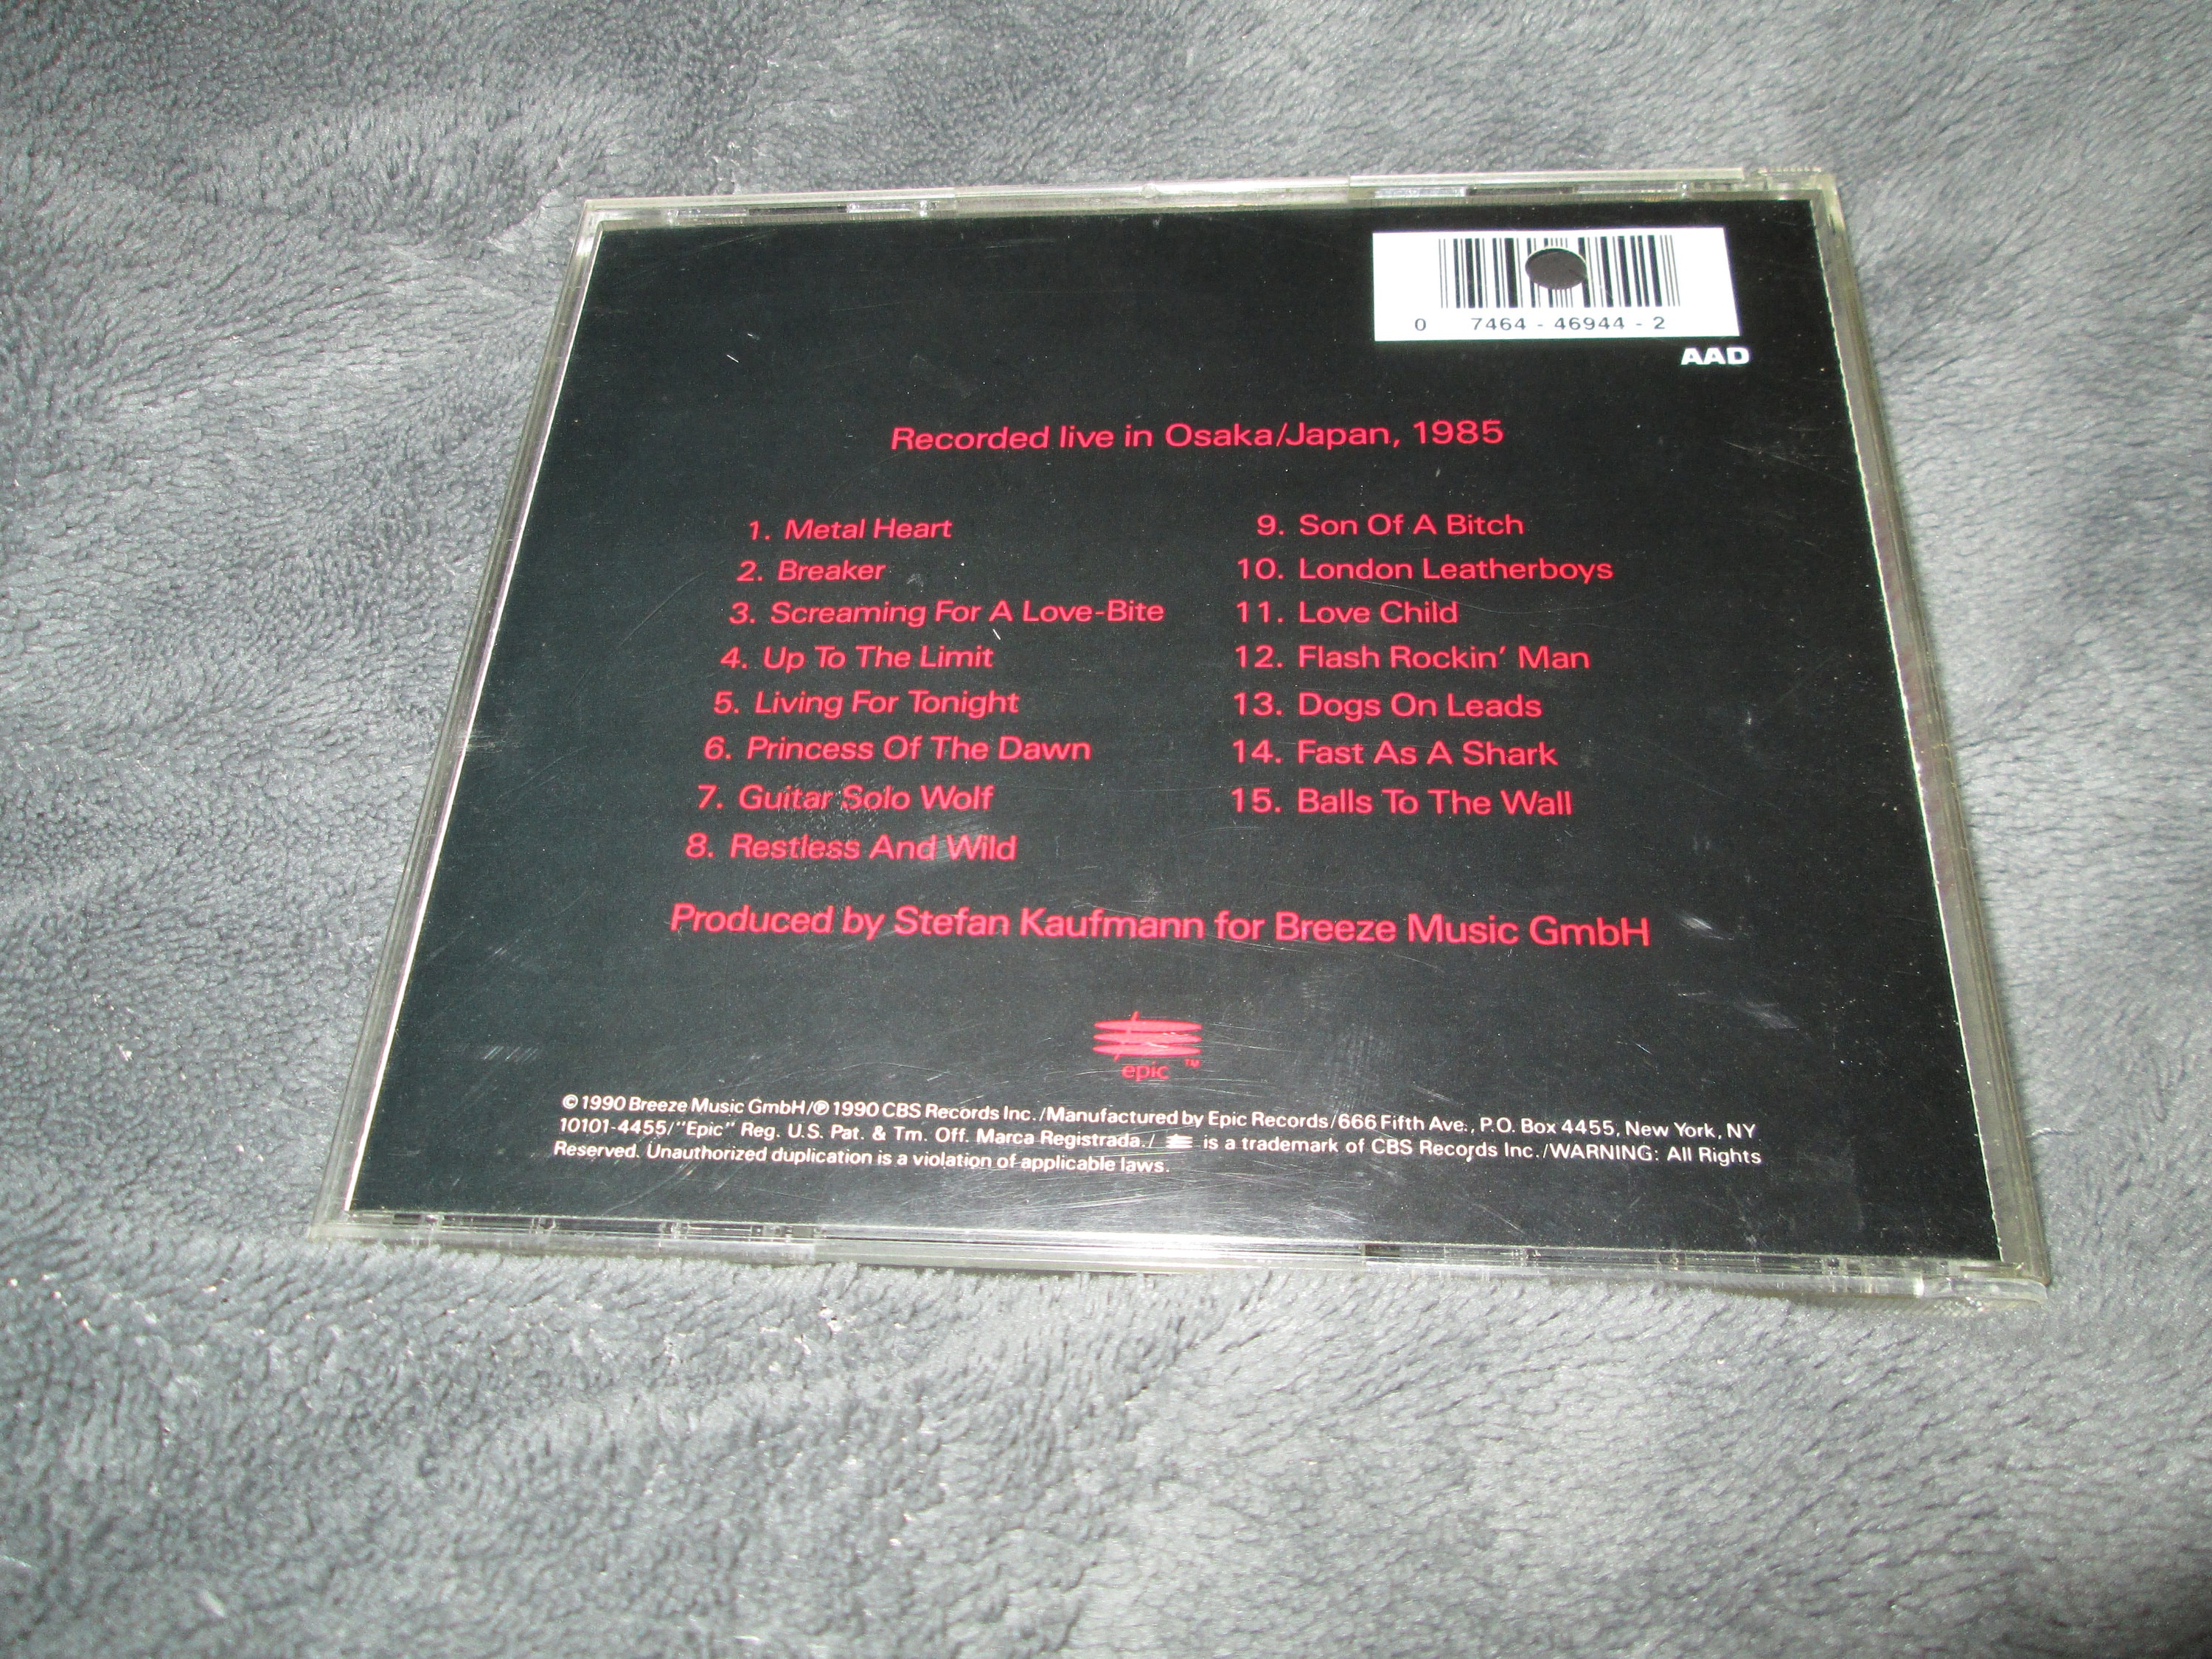 0 7464 - 46944 - 2
AAD
Recorded live in Osaka/Japan, 1985
1. Metal Heart
2. Breaker
3. Screaming For A Love-Bite
4. Up To The Limit
5. Living For Tonight
6. Princess Of The Dawn
7. Guitar Solo Wolf
8. Restless And Wild
9. Son Of A Bitch
10. London Leatherboys
11. Love Child
12. Flash Rockin' Man
13. Dogs On Leads
14. Fast As A Shark
15. Balls To The Wall
Produced by Stefan Kaufmann for Breeze Music GmbH
epic ™
© 1990 Breeze Music GmbH/℗ 1990 CBS Records Inc./Manufactured by Epic Records/666 Fifth Ave., P.O. Box 4455, New York, NY
10101-4455/"Epic" Reg. U.S. Pat. & Tm. Off. Marca Registrada./ is a trademark of CBS Records Inc./WARNING: All Rights
Reserved. Unauthorized duplication is a violation of applicable laws.